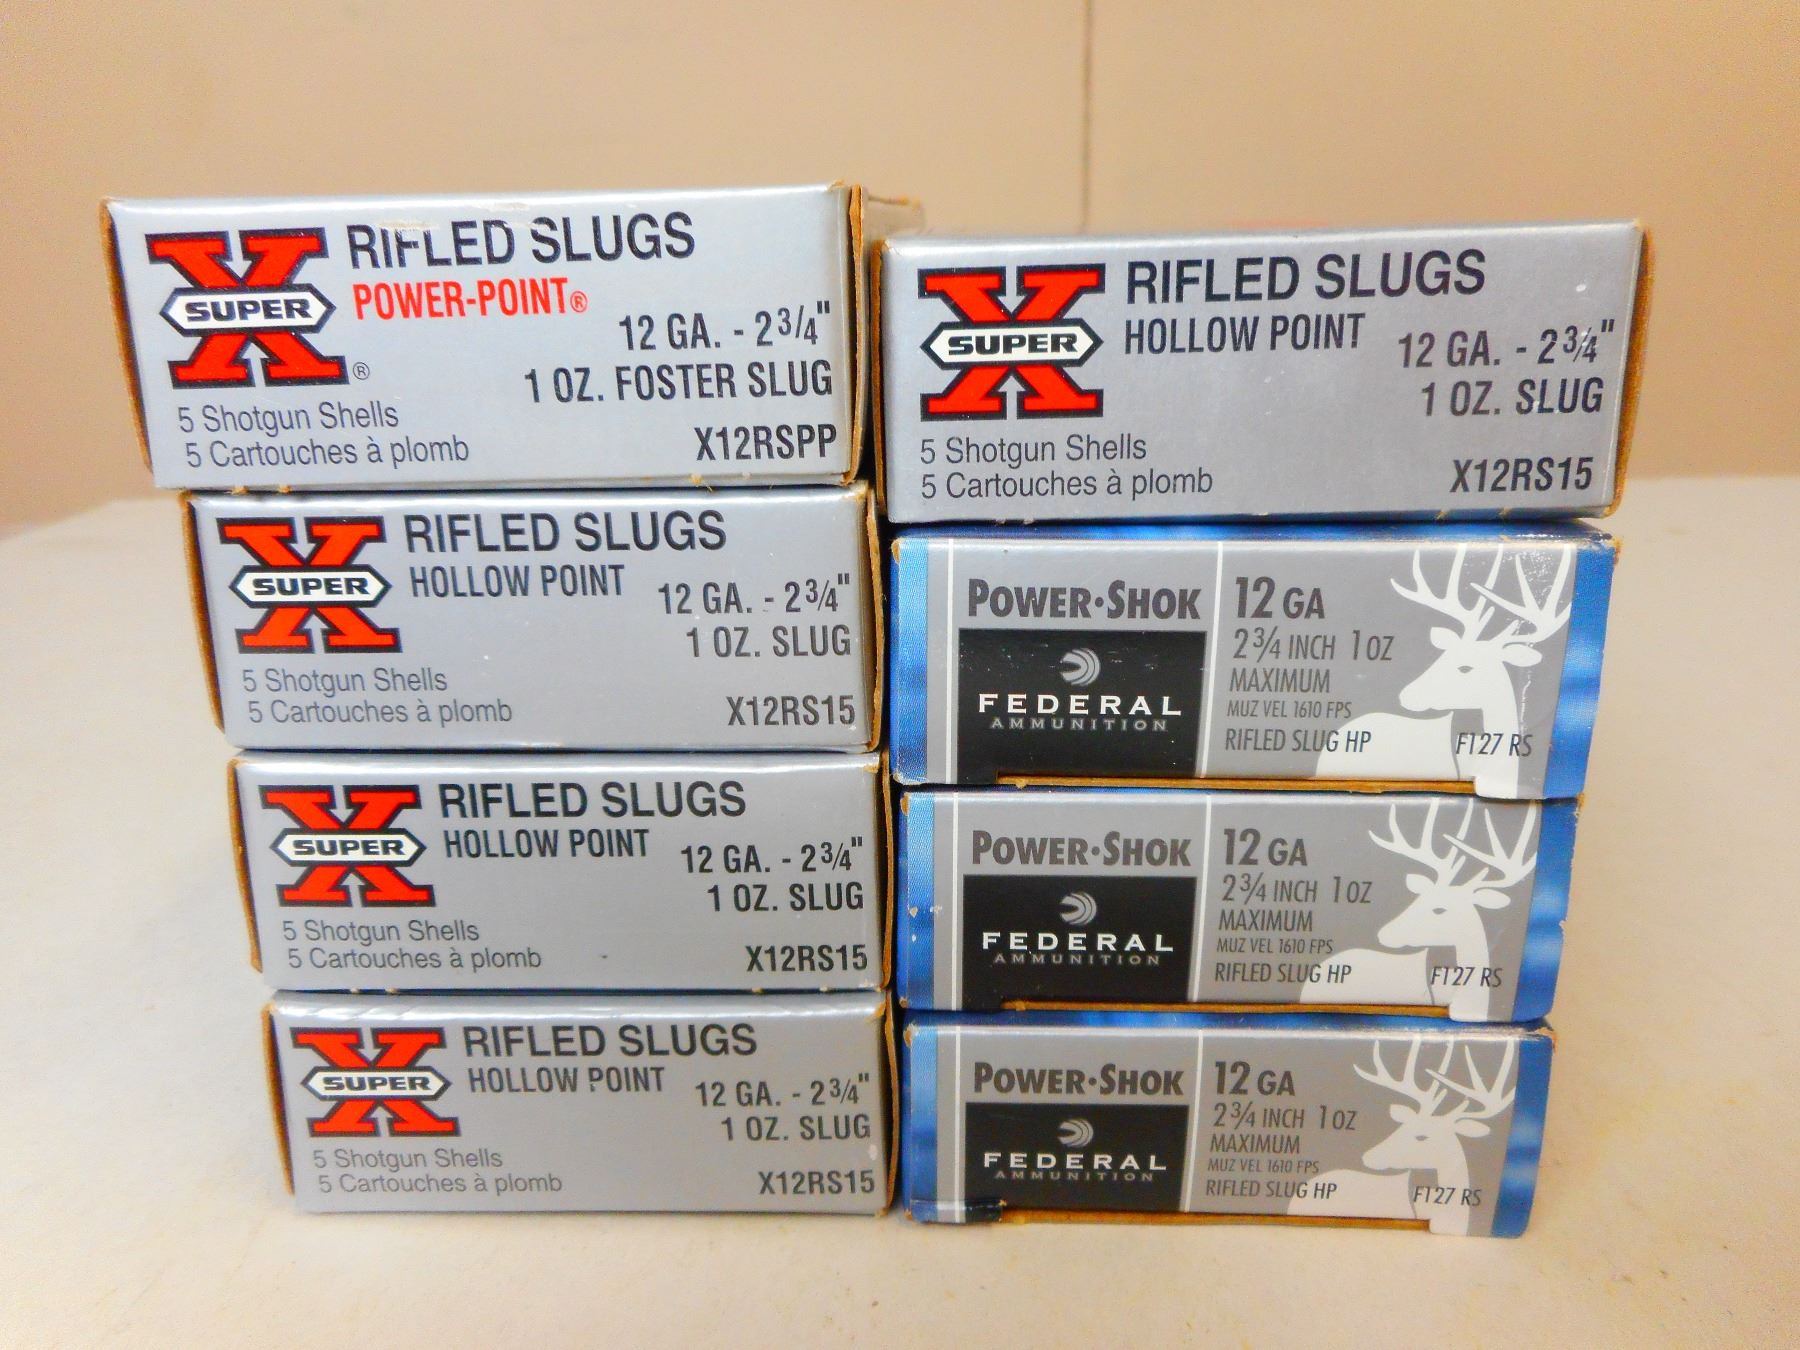 RIFLED SLUGS
POWER-POINT®
SUPER X ®
12 GA. - 2 3/4"
1 OZ. FOSTER SLUG
5 Shotgun Shells
5 Cartouches à plomb
X12RSPP
RIFLED SLUGS
HOLLOW POINT
SUPER X
12 GA. - 2 3/4"
1 OZ. SLUG
5 Shotgun Shells
5 Cartouches à plomb
X12RS15
RIFLED SLUGS
HOLLOW POINT
SUPER X
12 GA. - 2 3/4"
1 OZ. SLUG
5 Shotgun Shells
5 Cartouches à plomb
X12RS15
RIFLED SLUGS
HOLLOW POINT
SUPER X
12 GA. - 2 3/4"
1 OZ. SLUG
5 Shotgun Shells
5 Cartouches à plomb
X12RS15
RIFLED SLUGS
HOLLOW POINT
SUPER X
12 GA. - 2 3/4"
1 OZ. SLUG
5 Shotgun Shells
5 Cartouches à plomb
X12RS15
POWER·SHOK
FEDERAL
AMMUNITION
12 GA
2 3/4 INCH 1 OZ
MAXIMUM
MUZ VEL 1610 FPS
RIFLED SLUG HP
F127 RS
POWER·SHOK
FEDERAL
AMMUNITION
12 GA
2 3/4 INCH 1 OZ
MAXIMUM
MUZ VEL 1610 FPS
RIFLED SLUG HP
F127 RS
POWER·SHOK
FEDERAL
AMMUNITION
12 GA
2 3/4 INCH 1 OZ
MAXIMUM
MUZ VEL 1610 FPS
RIFLED SLUG HP
F127 RS